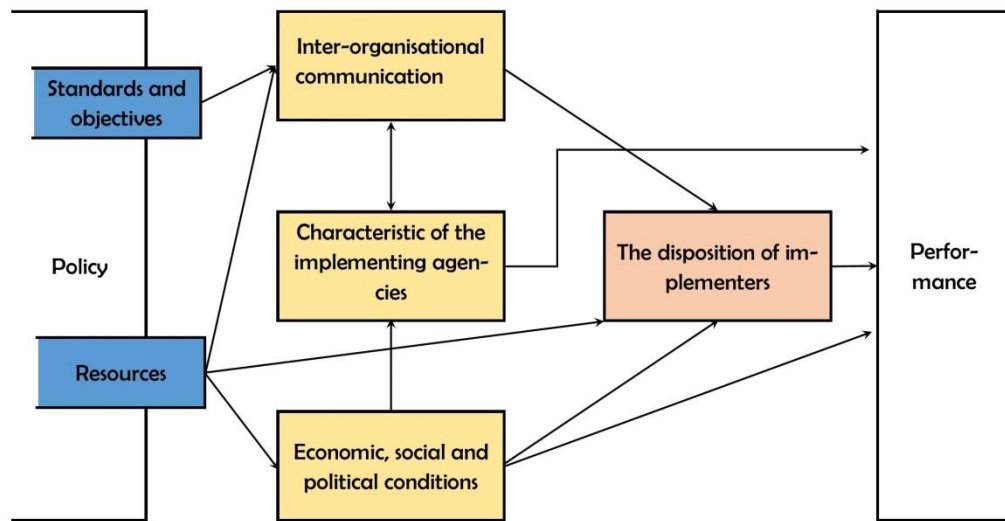 Inter-organisational
communication
Standards and
objectives
Policy
Characteristic of the
implementing agen-
cies
The disposition of im-
plementers
Perfor-
mance
Resources
Economic, social and
political conditions